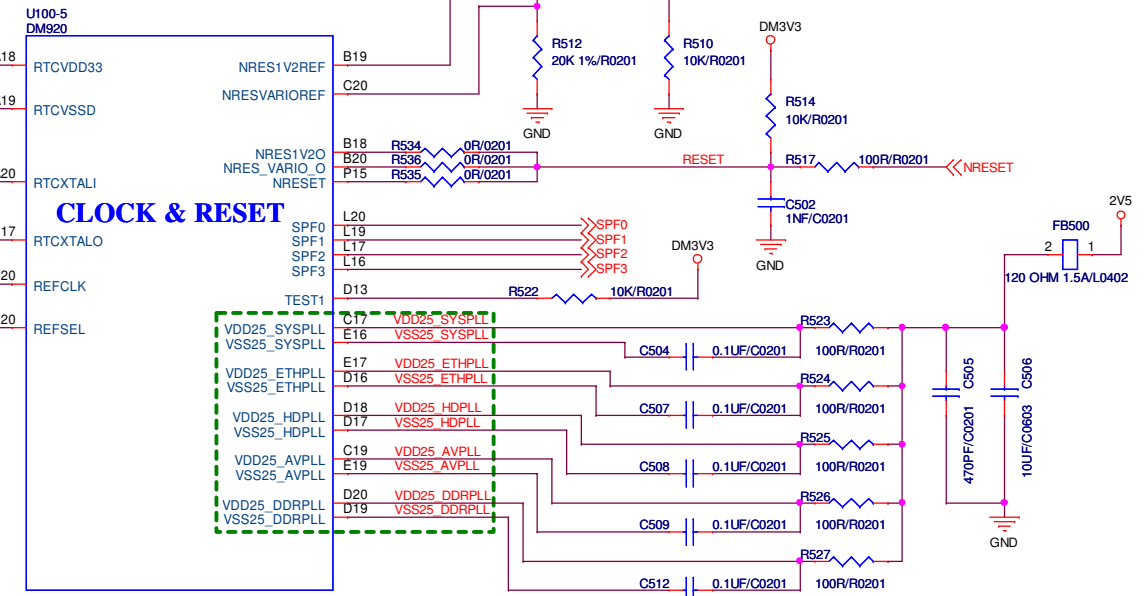 U100-5
DM920
A18 RTCVDD33
A19 RTCVSSD
20 RTCXTALI
17 RTCXTALO
20 REFCLK
20 REFSEL
CLOCK & RESET
NRES1V2REF B19
NRESVARIOREF C20
NRES1V2O B18 R534 0R/0201
NRES_VARIO_O B20 R536 0R/0201
NRESET P15 R535 0R/0201
SPF0 L20 SPF0
SPF1 L19 SPF1
SPF2 L17 SPF2
SPF3 L16 SPF3
TEST1 D13 R522 10K/R0201 DM3V3
R512
20K 1%/R0201
GND
R510
10K/R0201
GND
DM3V3
R514
10K/R0201
RESET R517 100R/R0201 NRESET
C502
1NF/C0201
GND
VDD25_SYSPLL C17 VDD25_SYSPLL R523
VSS25_SYSPLL E16 VSS25_SYSPLL C504 0.1UF/C0201 100R/R0201
VDD25_ETHPLL E17 VDD25_ETHPLL R524
VSS25_ETHPLL D16 VSS25_ETHPLL C507 0.1UF/C0201 100R/R0201
VDD25_HDPLL D18 VDD25_HDPLL R525
VSS25_HDPLL D17 VSS25_HDPLL C508 0.1UF/C0201 100R/R0201
VDD25_AVPLL C19 VDD25_AVPLL R526
VSS25_AVPLL E19 VSS25_AVPLL C509 0.1UF/C0201 100R/R0201
VDD25_DDRPLL D20 VDD25_DDRPLL R527
VSS25_DDRPLL D19 VSS25_DDRPLL C512 0.1UF/C0201 100R/R0201
2V5
FB500
2 1
120 OHM 1.5A/L0402
C505
470PF/C0201
C506
10UF/C0603
GND